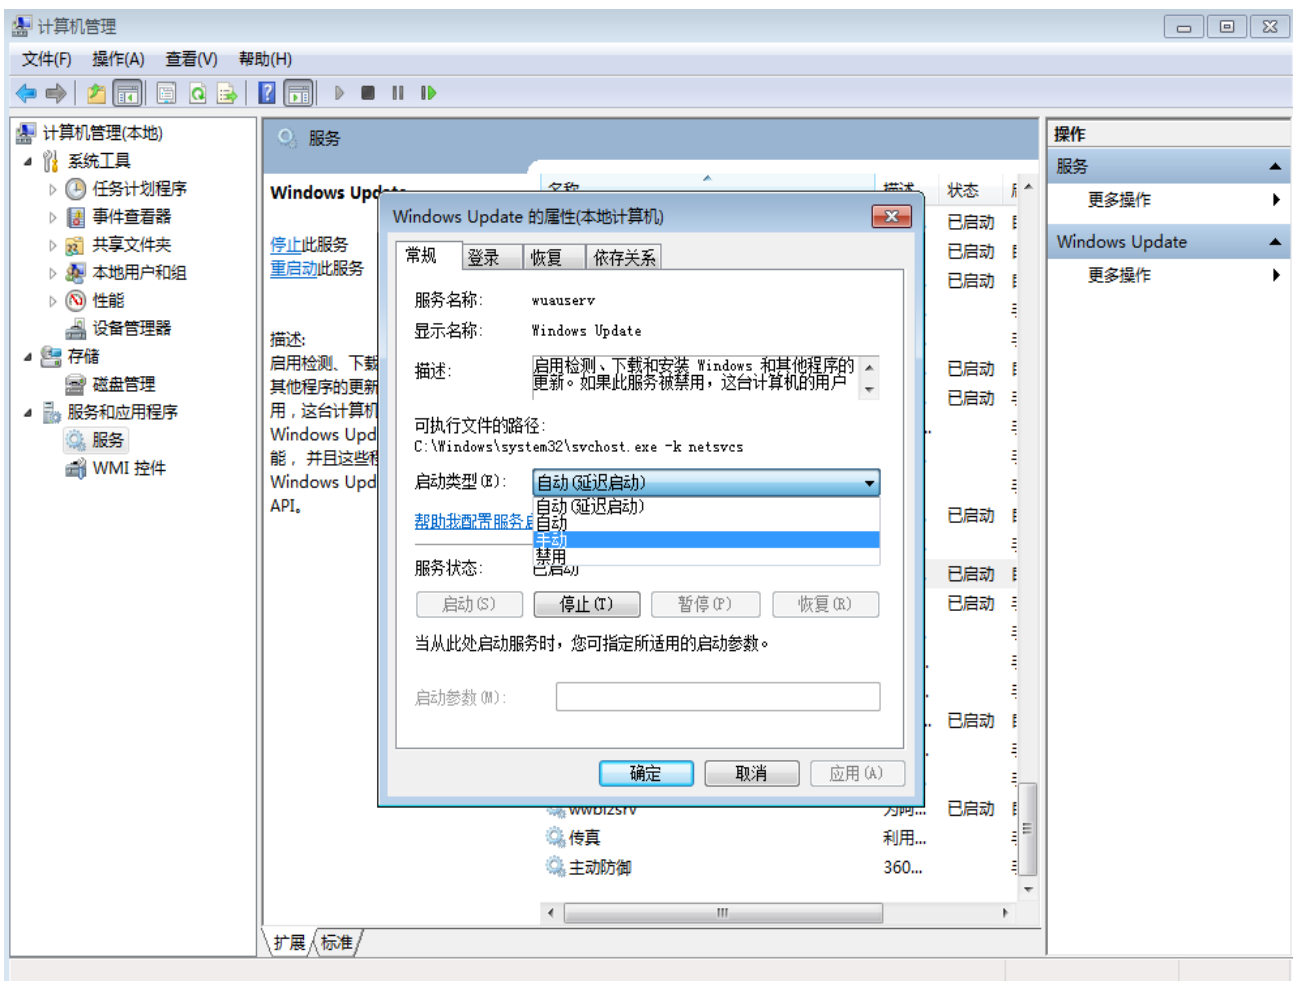 计算机管理
文件(F) 操作(A) 查看(V) 帮助(H)
计算机管理(本地)
系统工具
任务计划程序
事件查看器
共享文件夹
本地用户和组
性能
设备管理器
存储
磁盘管理
服务和应用程序
服务
WMI 控件
服务
Windows Update
停止此服务
重启动此服务
描述:
启用检测、下载
其他程序的更新
用，这台计算机
Windows Upd
能，并且这些程
Windows Upd
API。
名称 描述 状态
已启动
已启动
已启动
已启动
已启动
已启动
已启动
已启动
已启动
wwbizsrv 为阿... 已启动
传真 利用...
主动防御 360...
扩展 标准
Windows Update 的属性(本地计算机)
常规 登录 恢复 依存关系
服务名称: wuauserv
显示名称: Windows Update
描述: 启用检测、下载和安装 Windows 和其他程序的
更新。如果此服务被禁用，这台计算机的用户
可执行文件的路径:
C:\Windows\system32\svchost.exe -k netsvcs
启动类型(E): 自动(延迟启动)
自动(延迟启动)
帮助我配置服务启 自动
手动
禁用
服务状态: 已启动
启动(S) 停止(T) 暂停(P) 恢复(R)
当从此处启动服务时，您可指定所适用的启动参数。
启动参数(M):
确定 取消 应用(A)
操作
服务
更多操作
Windows Update
更多操作